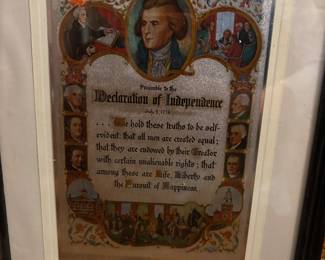 Preamble to the
Declaration of Independence
July 4, 1776
. . . We hold these truths to be self-
evident: that all men are created equal;
that they are endowed by their Creator
with certain unalienable rights; that
among these are Life, Liberty and
the Pursuit of Happiness.